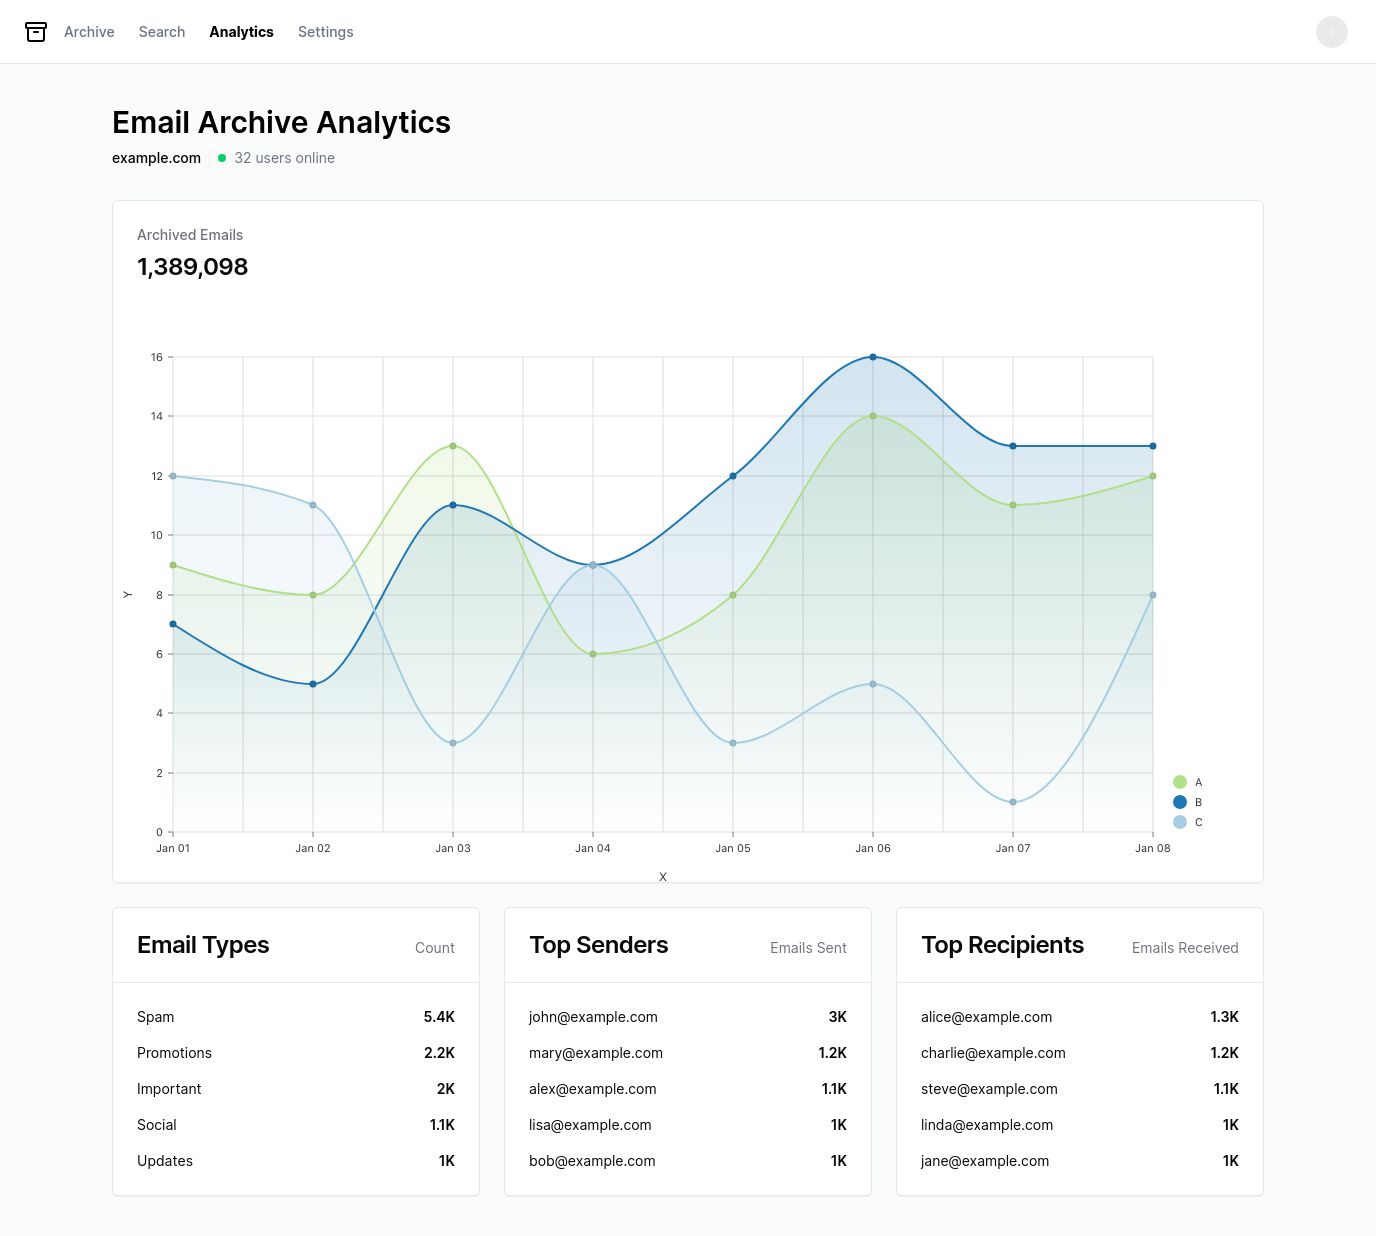 Archive Search Analytics Settings
Email Archive Analytics
example.com 32 users online
Archived Emails
1,389,098
16
14
12
10
8
6
4
2
0
Y
Jan 01 Jan 02 Jan 03 Jan 04 Jan 05 Jan 06 Jan 07 Jan 08
X
A
B
C
Email Types Count
Spam 5.4K
Promotions 2.2K
Important 2K
Social 1.1K
Updates 1K
Top Senders Emails Sent
john@example.com 3K
mary@example.com 1.2K
alex@example.com 1.1K
lisa@example.com 1K
bob@example.com 1K
Top Recipients Emails Received
alice@example.com 1.3K
charlie@example.com 1.2K
steve@example.com 1.1K
linda@example.com 1K
jane@example.com 1K